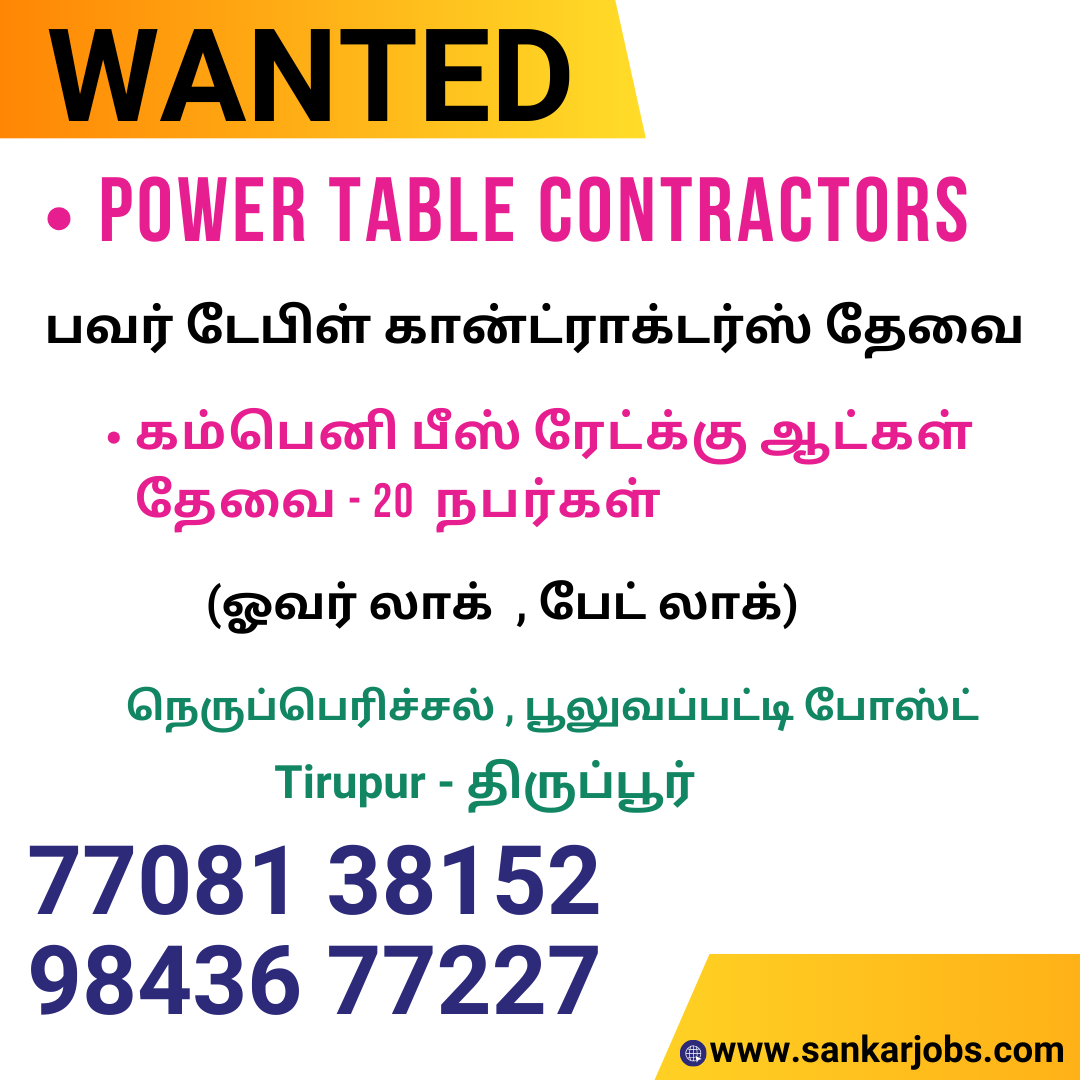 WANTED
• POWER TABLE CONTRACTORS
பவர் டேபிள் கான்ட்ராக்டர்ஸ் தேவை
• கம்பெனி பீஸ் ரேட்க்கு ஆட்கள்
தேவை - 20 நபர்கள்
(ஓவர் லாக் , பேட் லாக்)
நெருப்பெரிச்சல் , பூலுவப்பட்டி போஸ்ட்
Tirupur - திருப்பூர்
77081 38152
98436 77227
www.sankarjobs.com